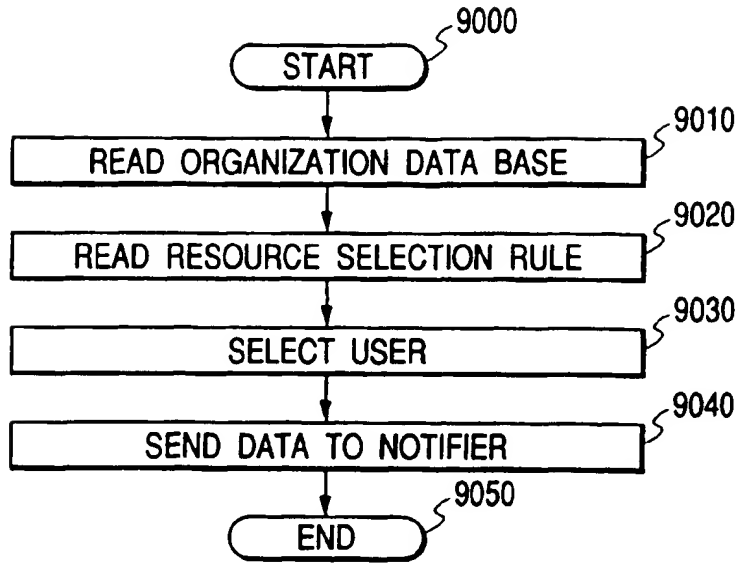 9000
START
9010
READ ORGANIZATION DATA BASE
9020
READ RESOURCE SELECTION RULE
9030
SELECT USER
9040
SEND DATA TO NOTIFIER
9050
END